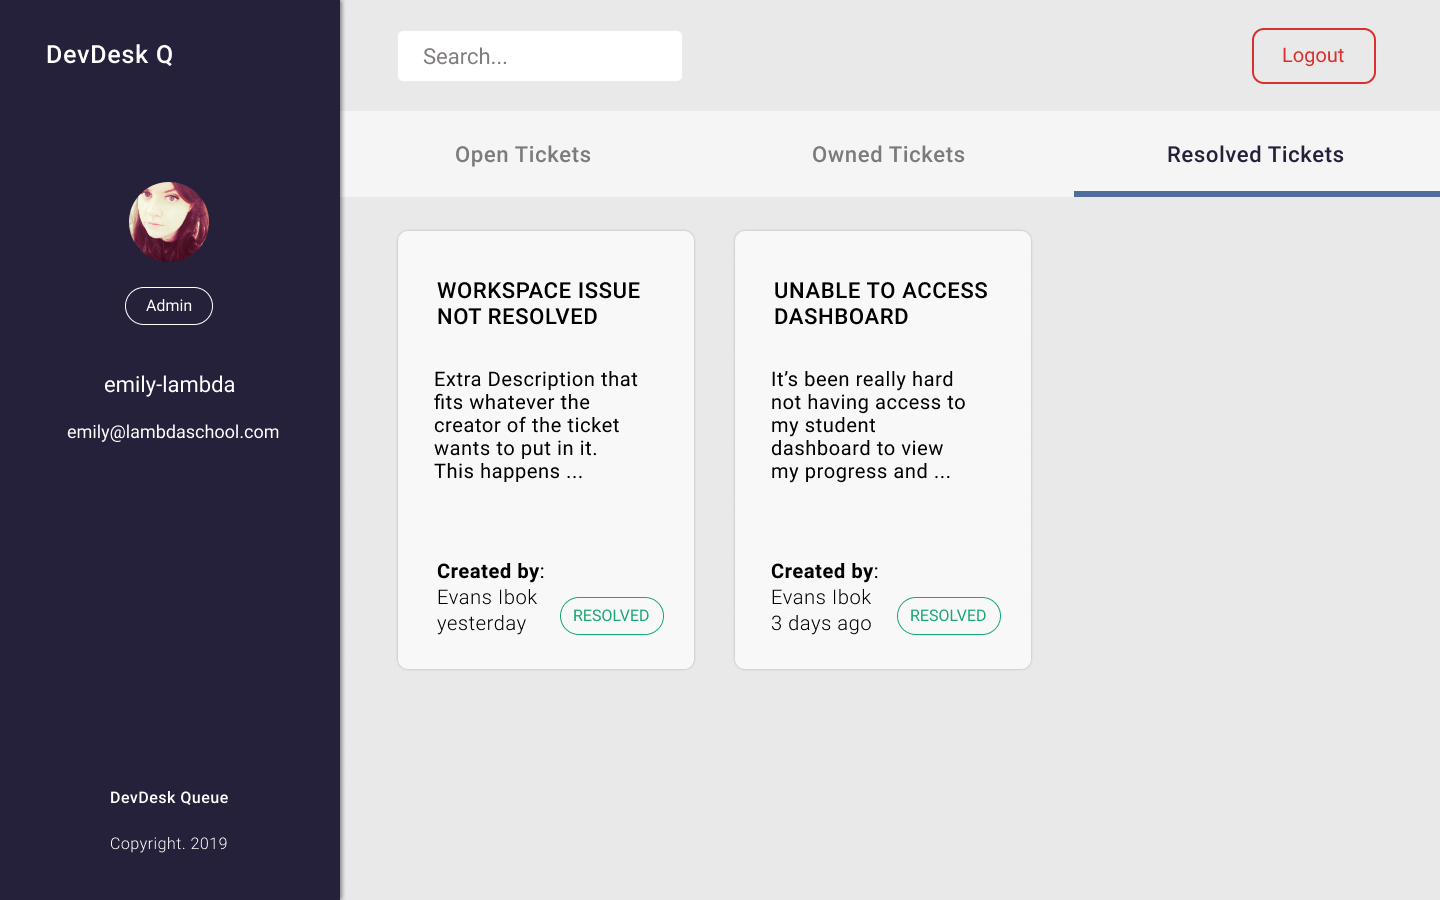 DevDesk Q
Admin
emily-lambda
emily@lambdaschool.com
DevDesk Queue
Copyright. 2019
Search...
Logout
Open Tickets
Owned Tickets
Resolved Tickets
WORKSPACE ISSUE
NOT RESOLVED
Extra Description that
fits whatever the
creator of the ticket
wants to put in it.
This happens ...
Created by:
Evans Ibok
yesterday
RESOLVED
UNABLE TO ACCESS
DASHBOARD
It’s been really hard
not having access to
my student
dashboard to view
my progress and ...
Created by:
Evans Ibok
3 days ago
RESOLVED